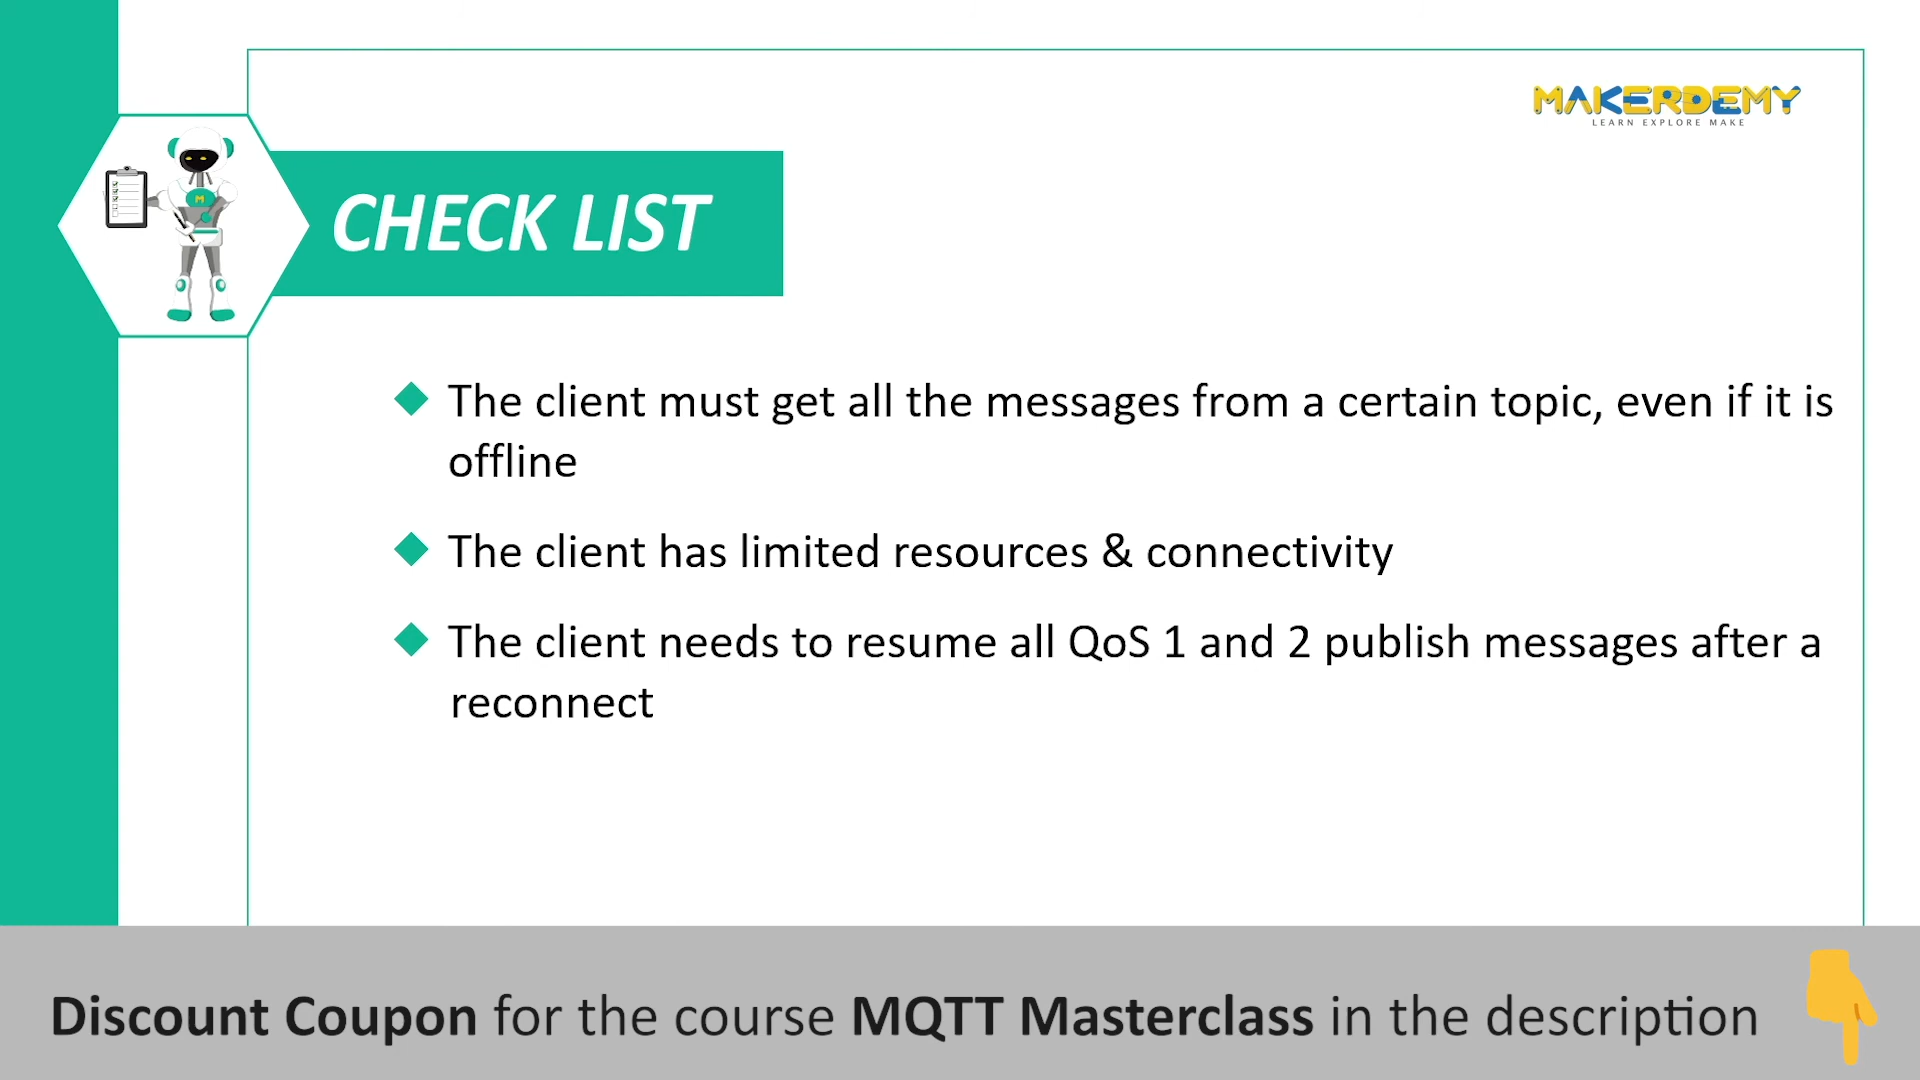 MAKERDEMY
LEARN EXPLORE MAKE
M
CHECK LIST
The client must get all the messages from a certain topic, even if it is
offline
The client has limited resources & connectivity
The client needs to resume all QoS 1 and 2 publish messages after a
reconnect
Discount Coupon for the course MQTT Masterclass in the description